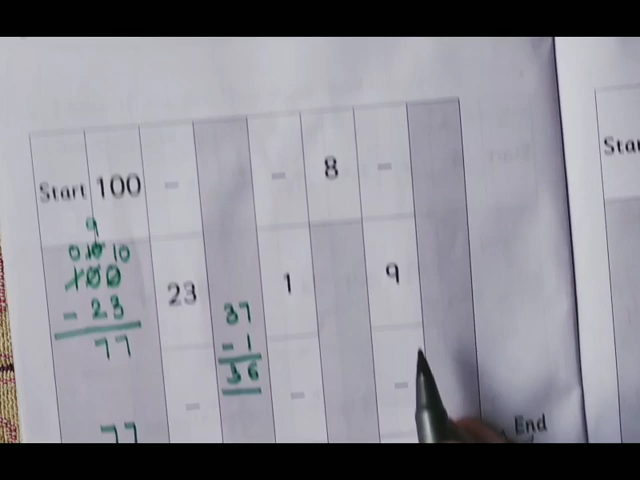 Start 100 - - 8 -
Star
9
0 10 10
100
- 23
77
23
37
- 1
36
1
9
- - -
77
End